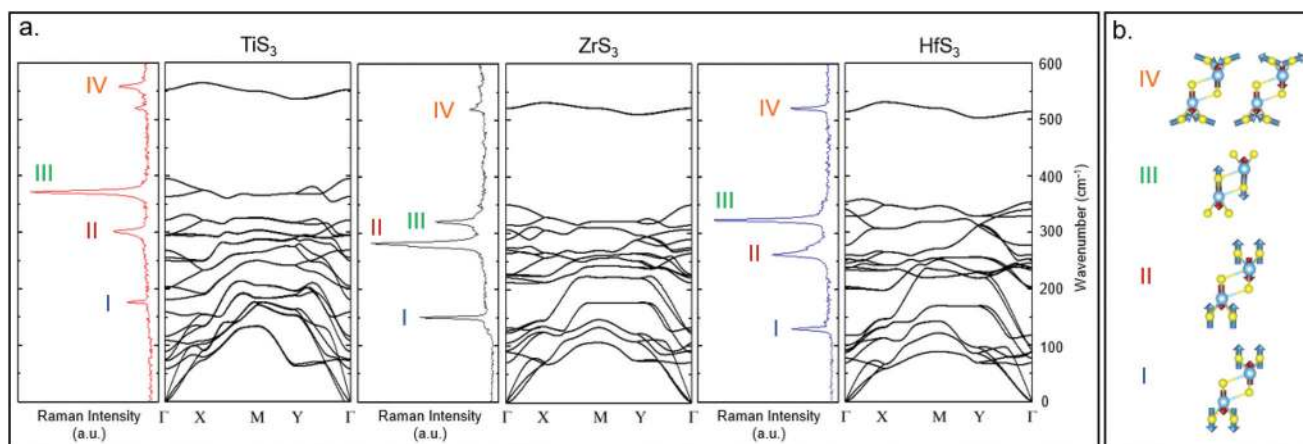 a.
TiS₃
ZrS₃
HfS₃
IV
III
II
I
IV
III
II
I
IV
III
II
I
600
500
400
300
200
100
0
Wavenumber (cm⁻¹)
Raman Intensity
(a.u.)
Γ X M Y Γ
Raman Intensity
(a.u.)
Γ X M Y Γ
Raman Intensity
(a.u.)
Γ X M Y Γ
b.
IV
III
II
I